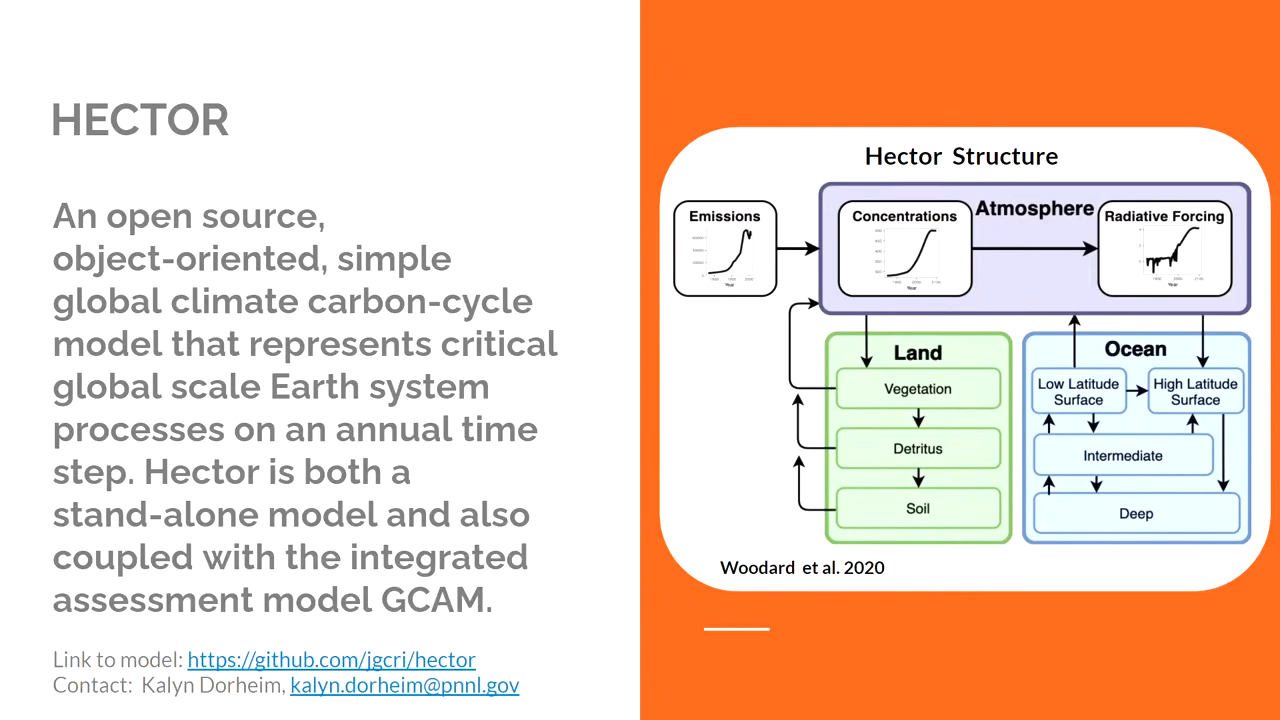 HECTOR
An open source,
object-oriented, simple
global climate carbon-cycle
model that represents critical
global scale Earth system
processes on an annual time
step. Hector is both a
stand-alone model and also
coupled with the integrated
assessment model GCAM.
Link to model: https://github.com/jgcri/hector
Contact: Kalyn Dorheim, kalyn.dorheim@pnnl.gov
Hector Structure
Atmosphere
Emissions
Year
Concentrations
Year
Radiative Forcing
Year
Land
Vegetation
Detritus
Soil
Ocean
Low Latitude
Surface
High Latitude
Surface
Intermediate
Deep
Woodard et al. 2020